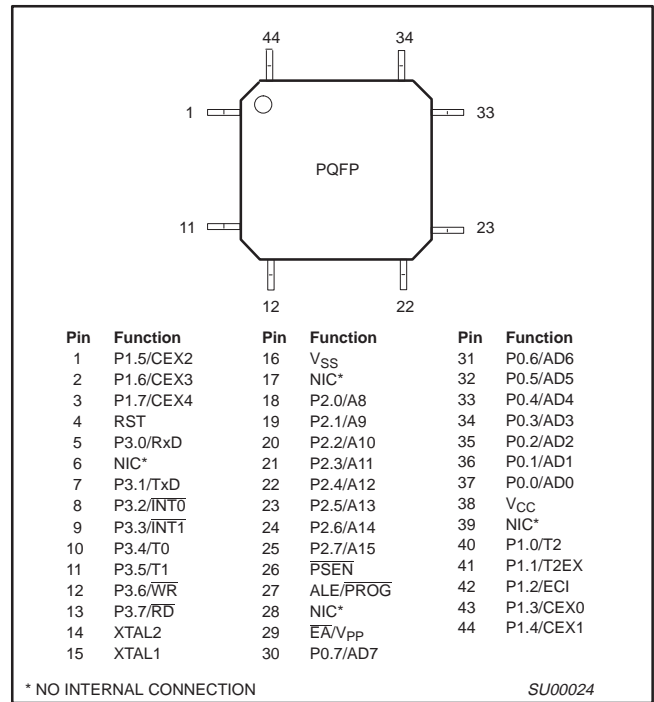 44 34
1 33
PQFP
11 23
12 22
Pin Function Pin Function Pin Function
1 P1.5/CEX2 16 VSS 31 P0.6/AD6
2 P1.6/CEX3 17 NIC* 32 P0.5/AD5
3 P1.7/CEX4 18 P2.0/A8 33 P0.4/AD4
4 RST 19 P2.1/A9 34 P0.3/AD3
5 P3.0/RxD 20 P2.2/A10 35 P0.2/AD2
6 NIC* 21 P2.3/A11 36 P0.1/AD1
7 P3.1/TxD 22 P2.4/A12 37 P0.0/AD0
8 P3.2/INT0 23 P2.5/A13 38 VCC
9 P3.3/INT1 24 P2.6/A14 39 NIC*
10 P3.4/T0 25 P2.7/A15 40 P1.0/T2
11 P3.5/T1 26 PSEN 41 P1.1/T2EX
12 P3.6/WR 27 ALE/PROG 42 P1.2/ECI
13 P3.7/RD 28 NIC* 43 P1.3/CEX0
14 XTAL2 29 EA/VPP 44 P1.4/CEX1
15 XTAL1 30 P0.7/AD7
* NO INTERNAL CONNECTION SU00024